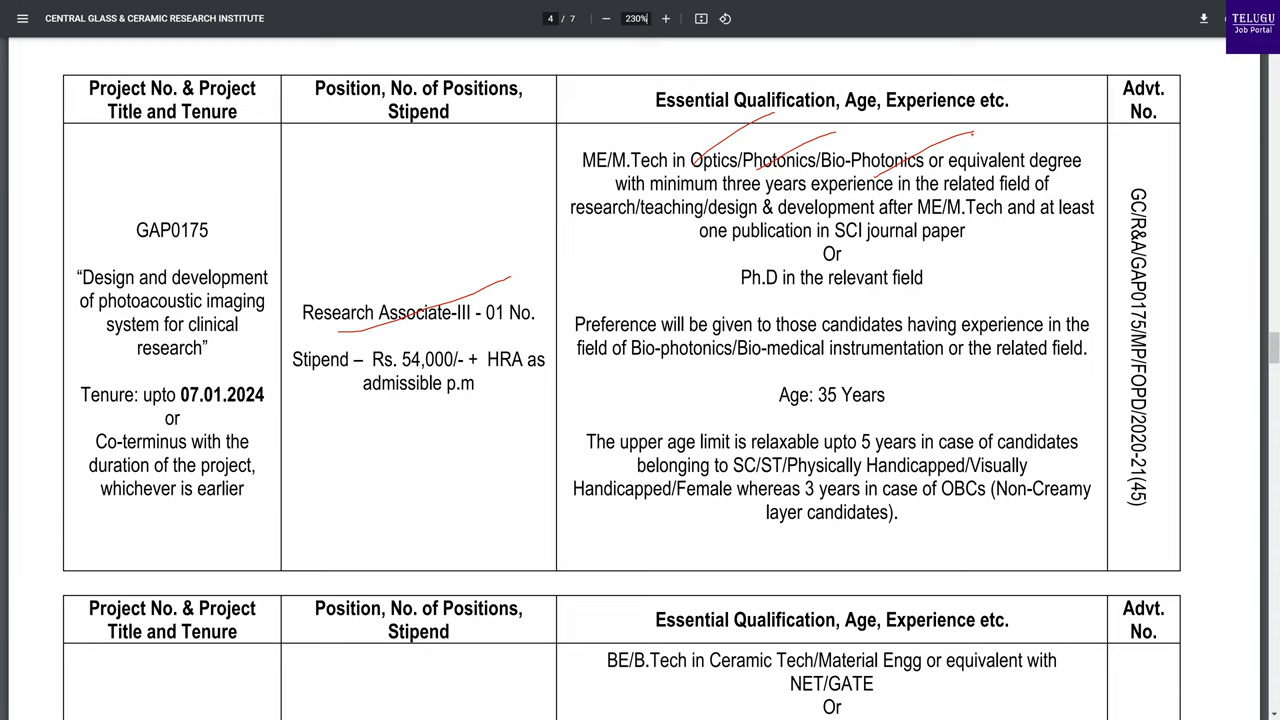 CENTRAL GLASS & CERAMIC RESEARCH INSTITUTE
4 / 7
230%
TELUGU
Job Portal
Project No. & Project
Title and Tenure
Position, No. of Positions,
Stipend
Essential Qualification, Age, Experience etc.
Advt.
No.
GAP0175
“Design and development
of photoacoustic imaging
system for clinical
research”
Tenure: upto 07.01.2024
or
Co-terminus with the
duration of the project,
whichever is earlier
Research Associate-III - 01 No.
Stipend – Rs. 54,000/- + HRA as
admissible p.m
ME/M.Tech in Optics/Photonics/Bio-Photonics or equivalent degree
with minimum three years experience in the related field of
research/teaching/design & development after ME/M.Tech and at least
one publication in SCI journal paper
Or
Ph.D in the relevant field
Preference will be given to those candidates having experience in the
field of Bio-photonics/Bio-medical instrumentation or the related field.
Age: 35 Years
The upper age limit is relaxable upto 5 years in case of candidates
belonging to SC/ST/Physically Handicapped/Visually
Handicapped/Female whereas 3 years in case of OBCs (Non-Creamy
layer candidates).
GC/R&A/GAP0175/MP/FOPD/2020-21(45)
Project No. & Project
Title and Tenure
Position, No. of Positions,
Stipend
Essential Qualification, Age, Experience etc.
Advt.
No.
BE/B.Tech in Ceramic Tech/Material Engg or equivalent with
NET/GATE
Or